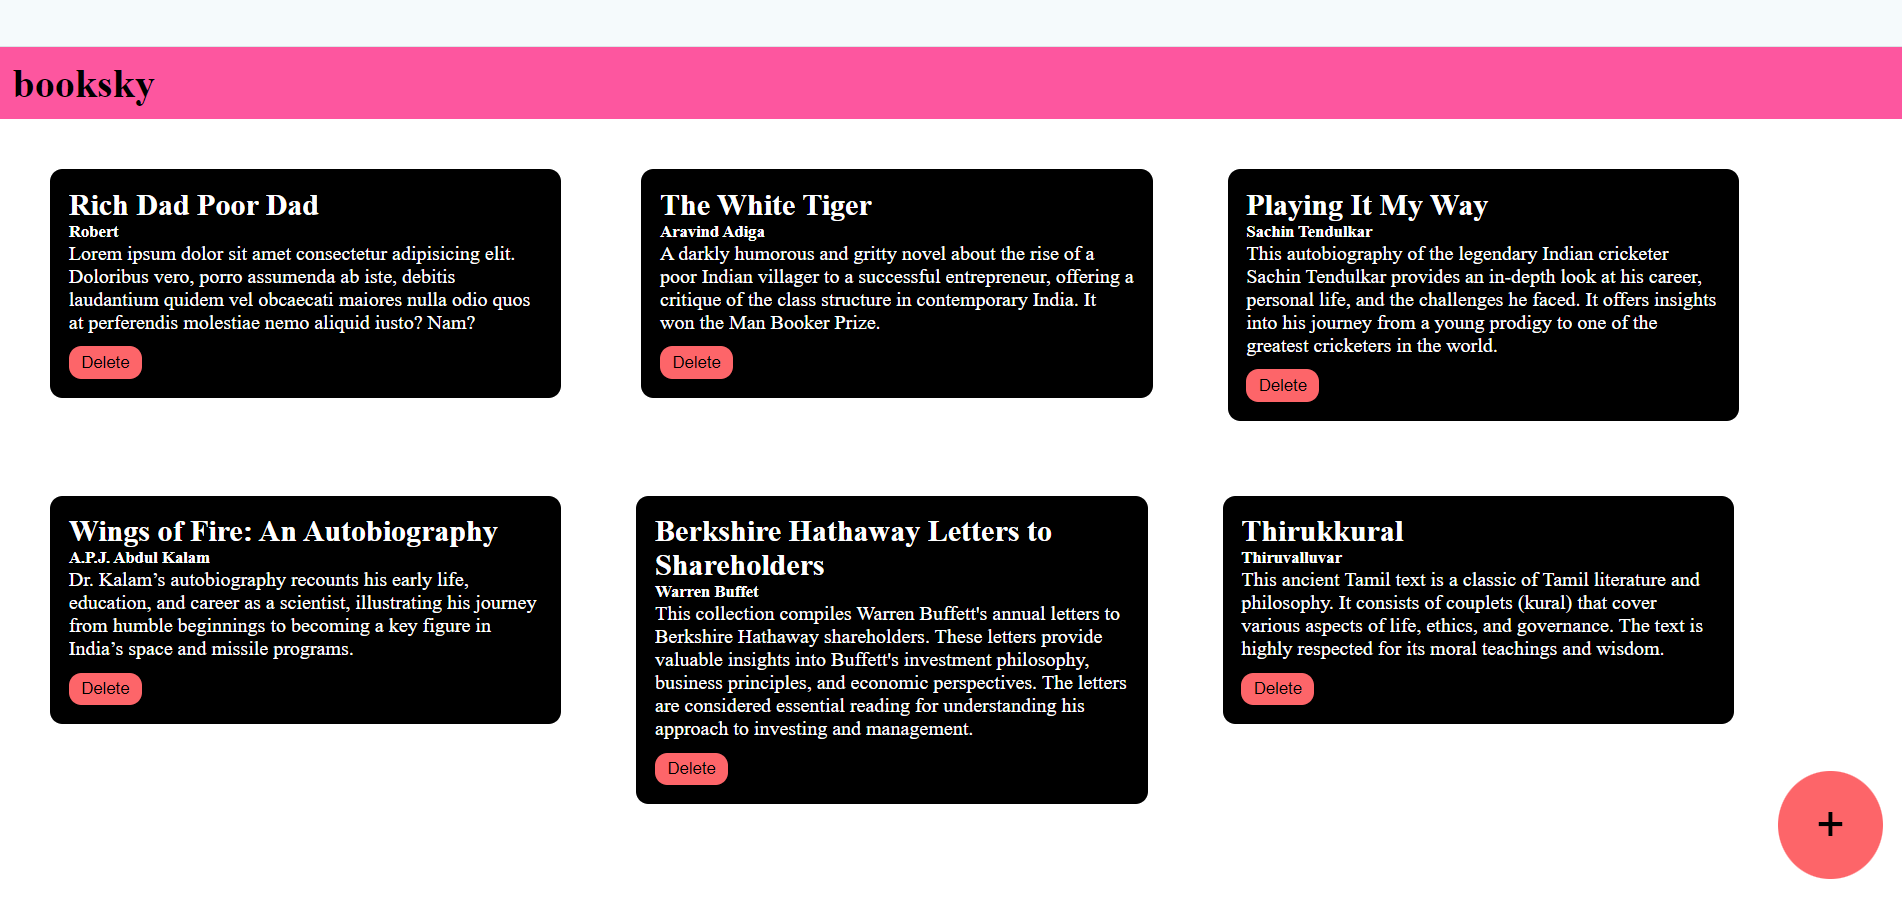 booksky
Rich Dad Poor Dad
Robert
Lorem ipsum dolor sit amet consectetur adipisicing elit.
Doloribus vero, porro assumenda ab iste, debitis
laudantium quidem vel obcaecati maiores nulla odio quos
at perferendis molestiae nemo aliquid iusto? Nam?
Delete
The White Tiger
Aravind Adiga
A darkly humorous and gritty novel about the rise of a
poor Indian villager to a successful entrepreneur, offering a
critique of the class structure in contemporary India. It
won the Man Booker Prize.
Delete
Playing It My Way
Sachin Tendulkar
This autobiography of the legendary Indian cricketer
Sachin Tendulkar provides an in-depth look at his career,
personal life, and the challenges he faced. It offers insights
into his journey from a young prodigy to one of the
greatest cricketers in the world.
Delete
Wings of Fire: An Autobiography
A.P.J. Abdul Kalam
Dr. Kalam’s autobiography recounts his early life,
education, and career as a scientist, illustrating his journey
from humble beginnings to becoming a key figure in
India’s space and missile programs.
Delete
Berkshire Hathaway Letters to
Shareholders
Warren Buffet
This collection compiles Warren Buffett's annual letters to
Berkshire Hathaway shareholders. These letters provide
valuable insights into Buffett's investment philosophy,
business principles, and economic perspectives. The letters
are considered essential reading for understanding his
approach to investing and management.
Delete
Thirukkural
Thiruvalluvar
This ancient Tamil text is a classic of Tamil literature and
philosophy. It consists of couplets (kural) that cover
various aspects of life, ethics, and governance. The text is
highly respected for its moral teachings and wisdom.
Delete
+